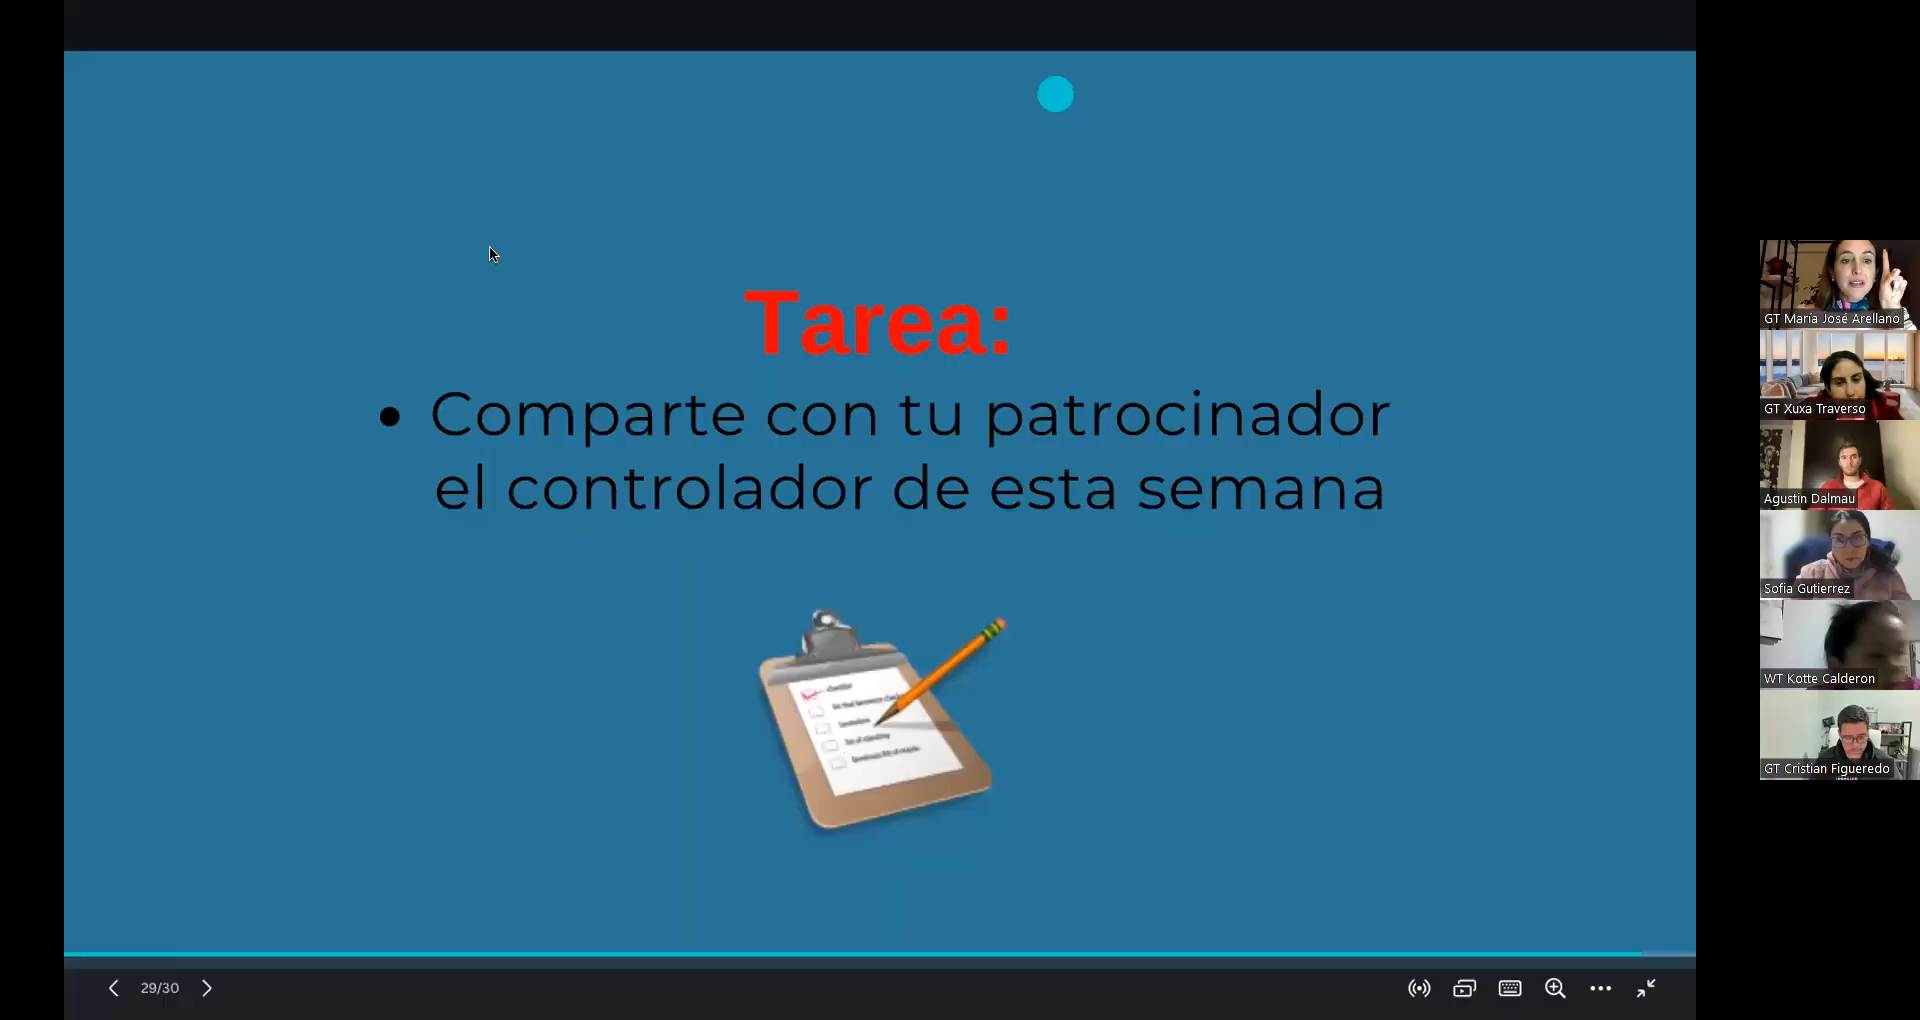 Tarea:
• Comparte con tu patrocinador
el controlador de esta semana
29/30
GT María José Arellano
GT Xuxa Traverso
Agustin Dalmau
Sofia Gutierrez
WT Kotte Calderon
GT Cristian Figueredo